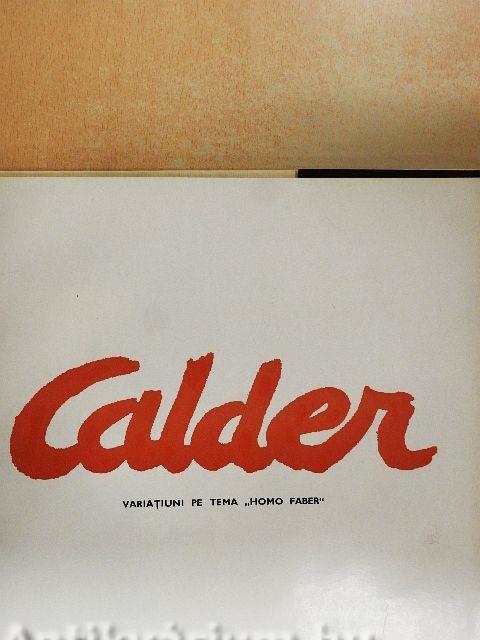 Calder
VARIAȚIUNI PE TEMA „HOMO FABER“